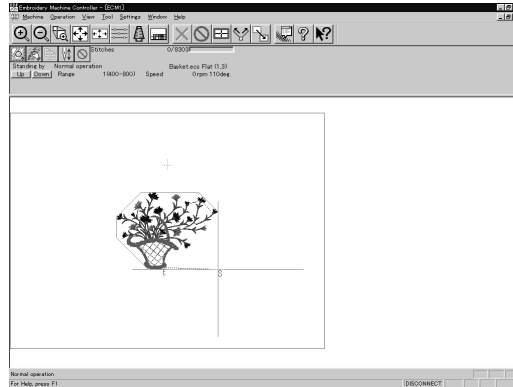 Embroidery Machine Controller - [ECM1]
Machine Operation View Tool Settings Window Help
Stitches 0/8303
Standing by Normal operation Basket.eco Flat (1,3)
Up Down Range 1(400-800) Speed 0rpm 110deg
E S
Normal operation
For Help, press F1 DISCONNECT